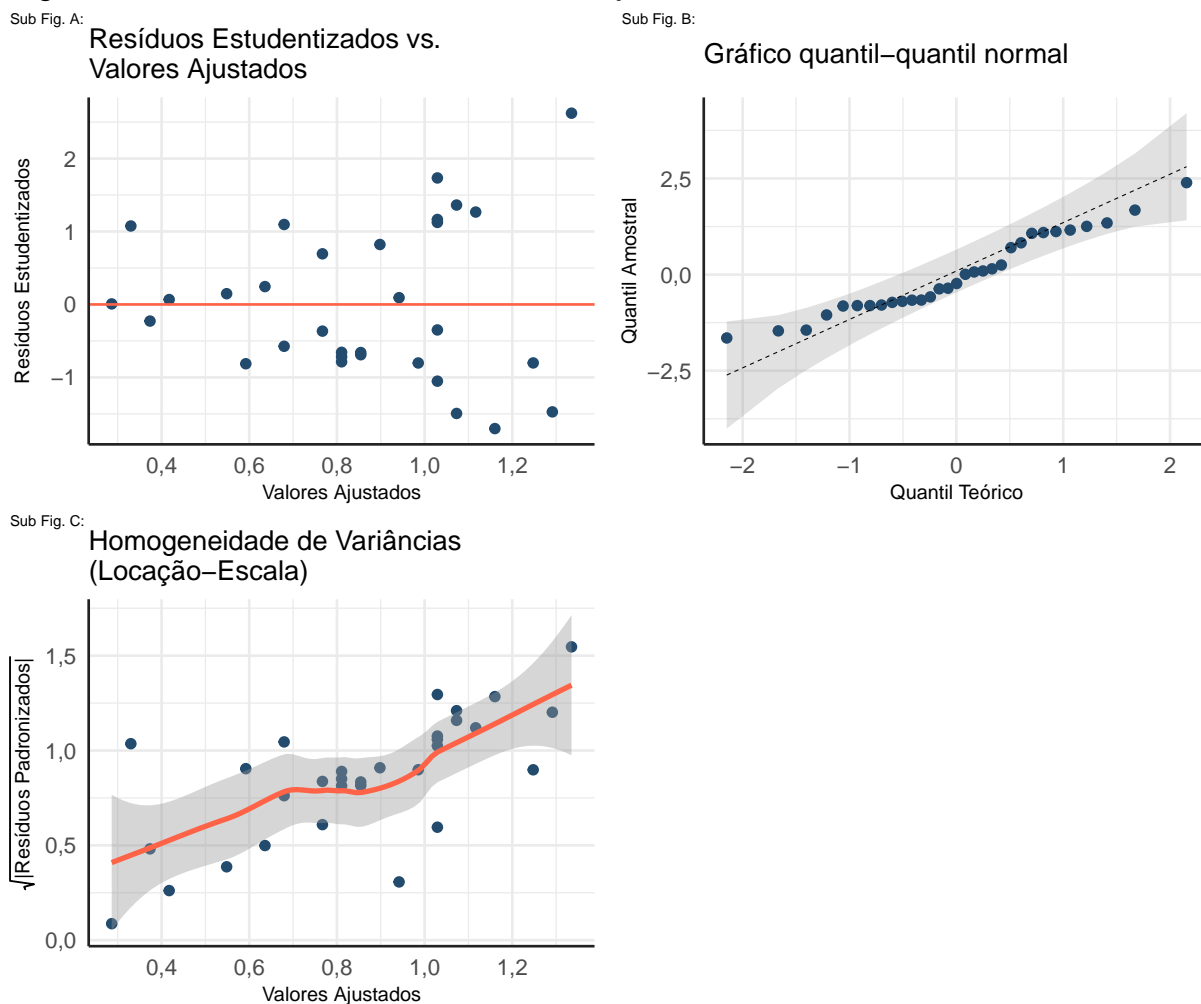 Sub Fig. A:
Resíduos Estudentizados vs.
Valores Ajustados
Resíduos Estudentizados
2
1
0
−1
0,4 0,6 0,8 1,0 1,2
Valores Ajustados
Sub Fig. B:
Gráfico quantil−quantil normal
Quantil Amostral
2,5
0,0
−2,5
−2 −1 0 1 2
Quantil Teórico
Sub Fig. C:
Homogeneidade de Variâncias
(Locação−Escala)
√|Resíduos Padronizados|
1,5
1,0
0,5
0,0
0,4 0,6 0,8 1,0 1,2
Valores Ajustados